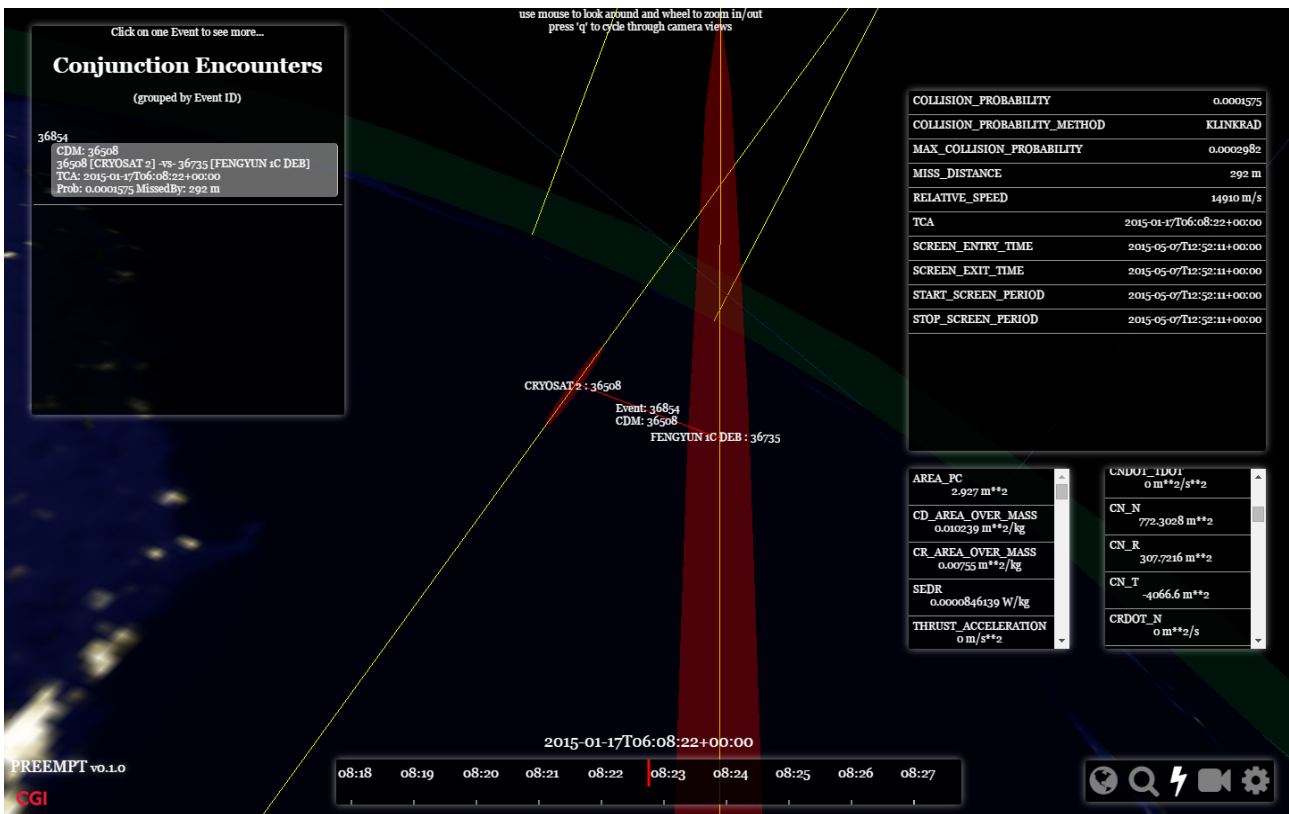 use mouse to look around and wheel to zoom in/out
press 'q' to cycle through camera views
Click on one Event to see more...
Conjunction Encounters
(grouped by Event ID)
36854
CDM: 36508
36508 [CRYOSAT 2] -vs- 36735 [FENGYUN 1C DEB]
TCA: 2015-01-17T06:08:22+00:00
Prob: 0.0001575 MissedBy: 292 m
COLLISION_PROBABILITY 0.0001575
COLLISION_PROBABILITY_METHOD KLINKRAD
MAX_COLLISION_PROBABILITY 0.0002982
MISS_DISTANCE 292 m
RELATIVE_SPEED 14910 m/s
TCA 2015-01-17T06:08:22+00:00
SCREEN_ENTRY_TIME 2015-05-07T12:52:11+00:00
SCREEN_EXIT_TIME 2015-05-07T12:52:11+00:00
START_SCREEN_PERIOD 2015-05-07T12:52:11+00:00
STOP_SCREEN_PERIOD 2015-05-07T12:52:11+00:00
CRYOSAT 2 : 36508
Event: 36854
CDM: 36508
FENGYUN 1C DEB : 36735
AREA_PC
2.927 m**2
CD_AREA_OVER_MASS
0.010239 m**2/kg
CR_AREA_OVER_MASS
0.00755 m**2/kg
SEDR
0.0000846139 W/kg
THRUST_ACCELERATION
0 m/s**2
CNDOT_TDOT
0 m**2/s**2
CN_N
772.3028 m**2
CN_R
307.7216 m**2
CN_T
-4066.6 m**2
CRDOT_N
0 m**2/s
2015-01-17T06:08:22+00:00
08:18 08:19 08:20 08:21 08:22 08:23 08:24 08:25 08:26 08:27
PREEMPT v0.1.0
CGI